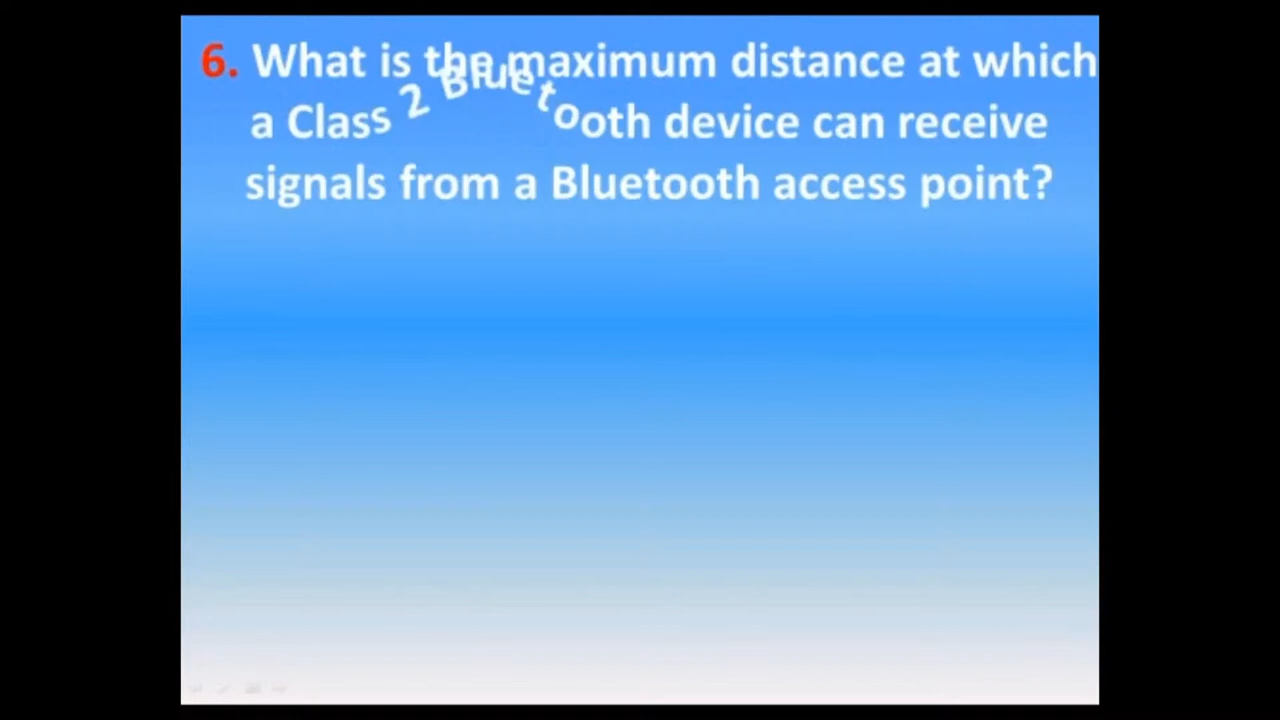 6. What is the maximum distance at which
a Class 2 Bluetooth device can receive
signals from a Bluetooth access point?